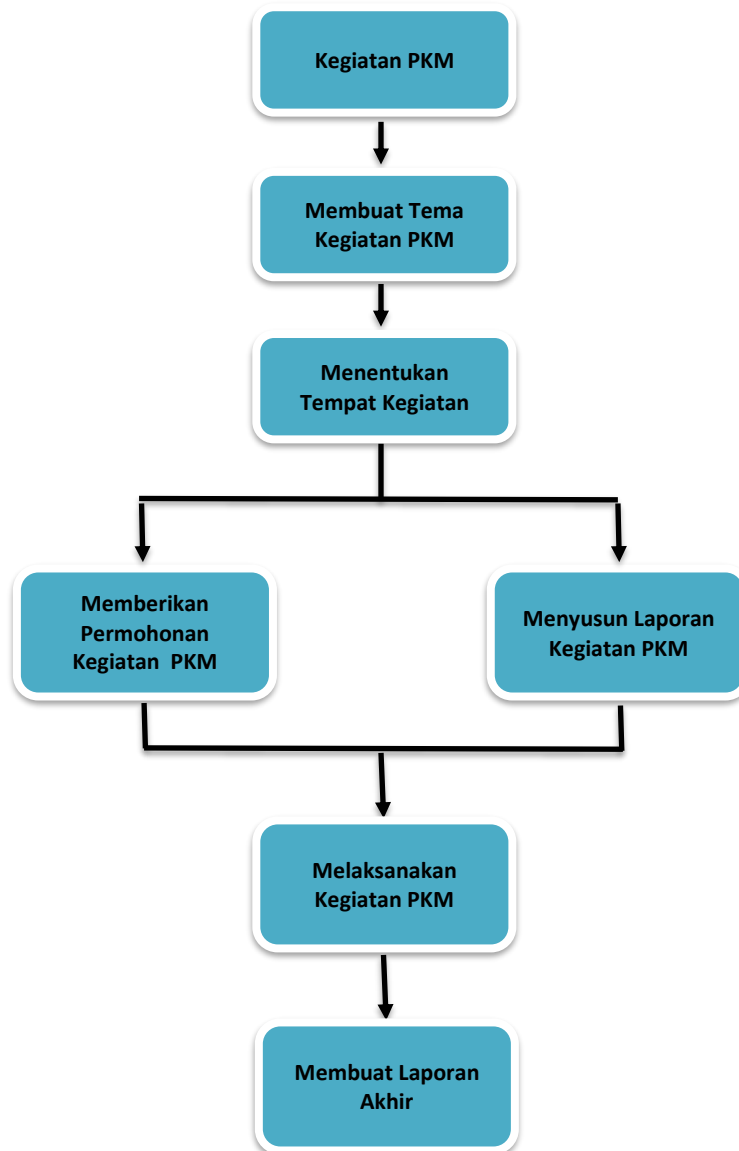 Kegiatan PKM
Membuat Tema
Kegiatan PKM
Menentukan
Tempat Kegiatan
Memberikan
Permohonan
Kegiatan  PKM
Menyusun Laporan
Kegiatan PKM
Melaksanakan
Kegiatan PKM
Membuat Laporan
Akhir